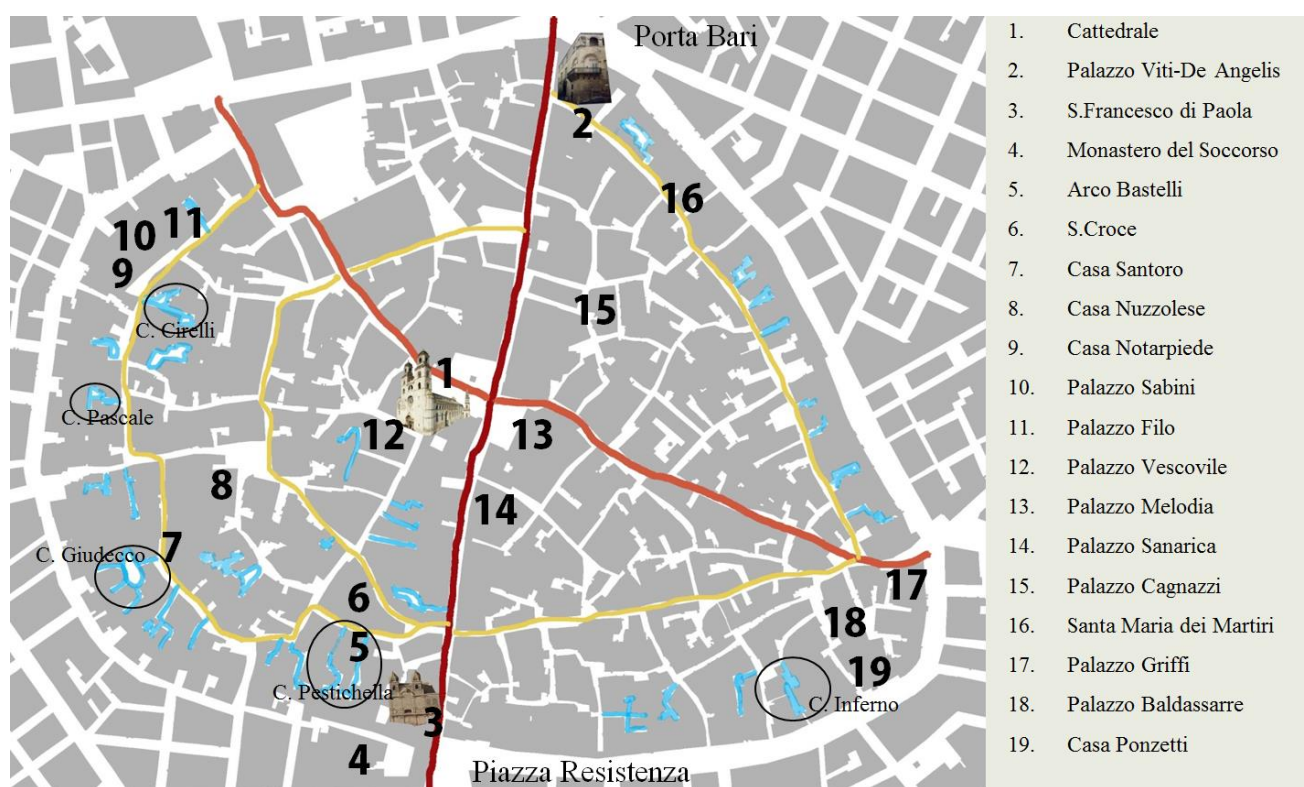 Porta Bari
2
16
10 11
9
C. Cirelli
15
1
C. Pascale
12
13
8
14
C. Giudecco
7
17
6
18
5
19
C. Pestichella
C. Inferno
3
4
Piazza Resistenza
1. Cattedrale
2. Palazzo Viti-De Angelis
3. S.Francesco di Paola
4. Monastero del Soccorso
5. Arco Bastelli
6. S.Croce
7. Casa Santoro
8. Casa Nuzzolese
9. Casa Notarpiede
10. Palazzo Sabini
11. Palazzo Filo
12. Palazzo Vescovile
13. Palazzo Melodia
14. Palazzo Sanarica
15. Palazzo Cagnazzi
16. Santa Maria dei Martiri
17. Palazzo Griffi
18. Palazzo Baldassarre
19. Casa Ponzetti